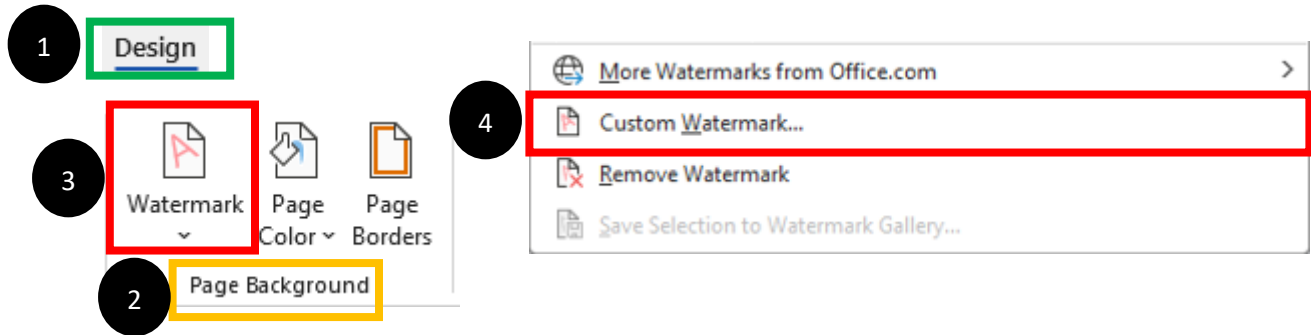 1
Design
3
Watermark
Page
Color
Page
Borders
2
Page Background
4
More Watermarks from Office.com
Custom Watermark...
Remove Watermark
Save Selection to Watermark Gallery...